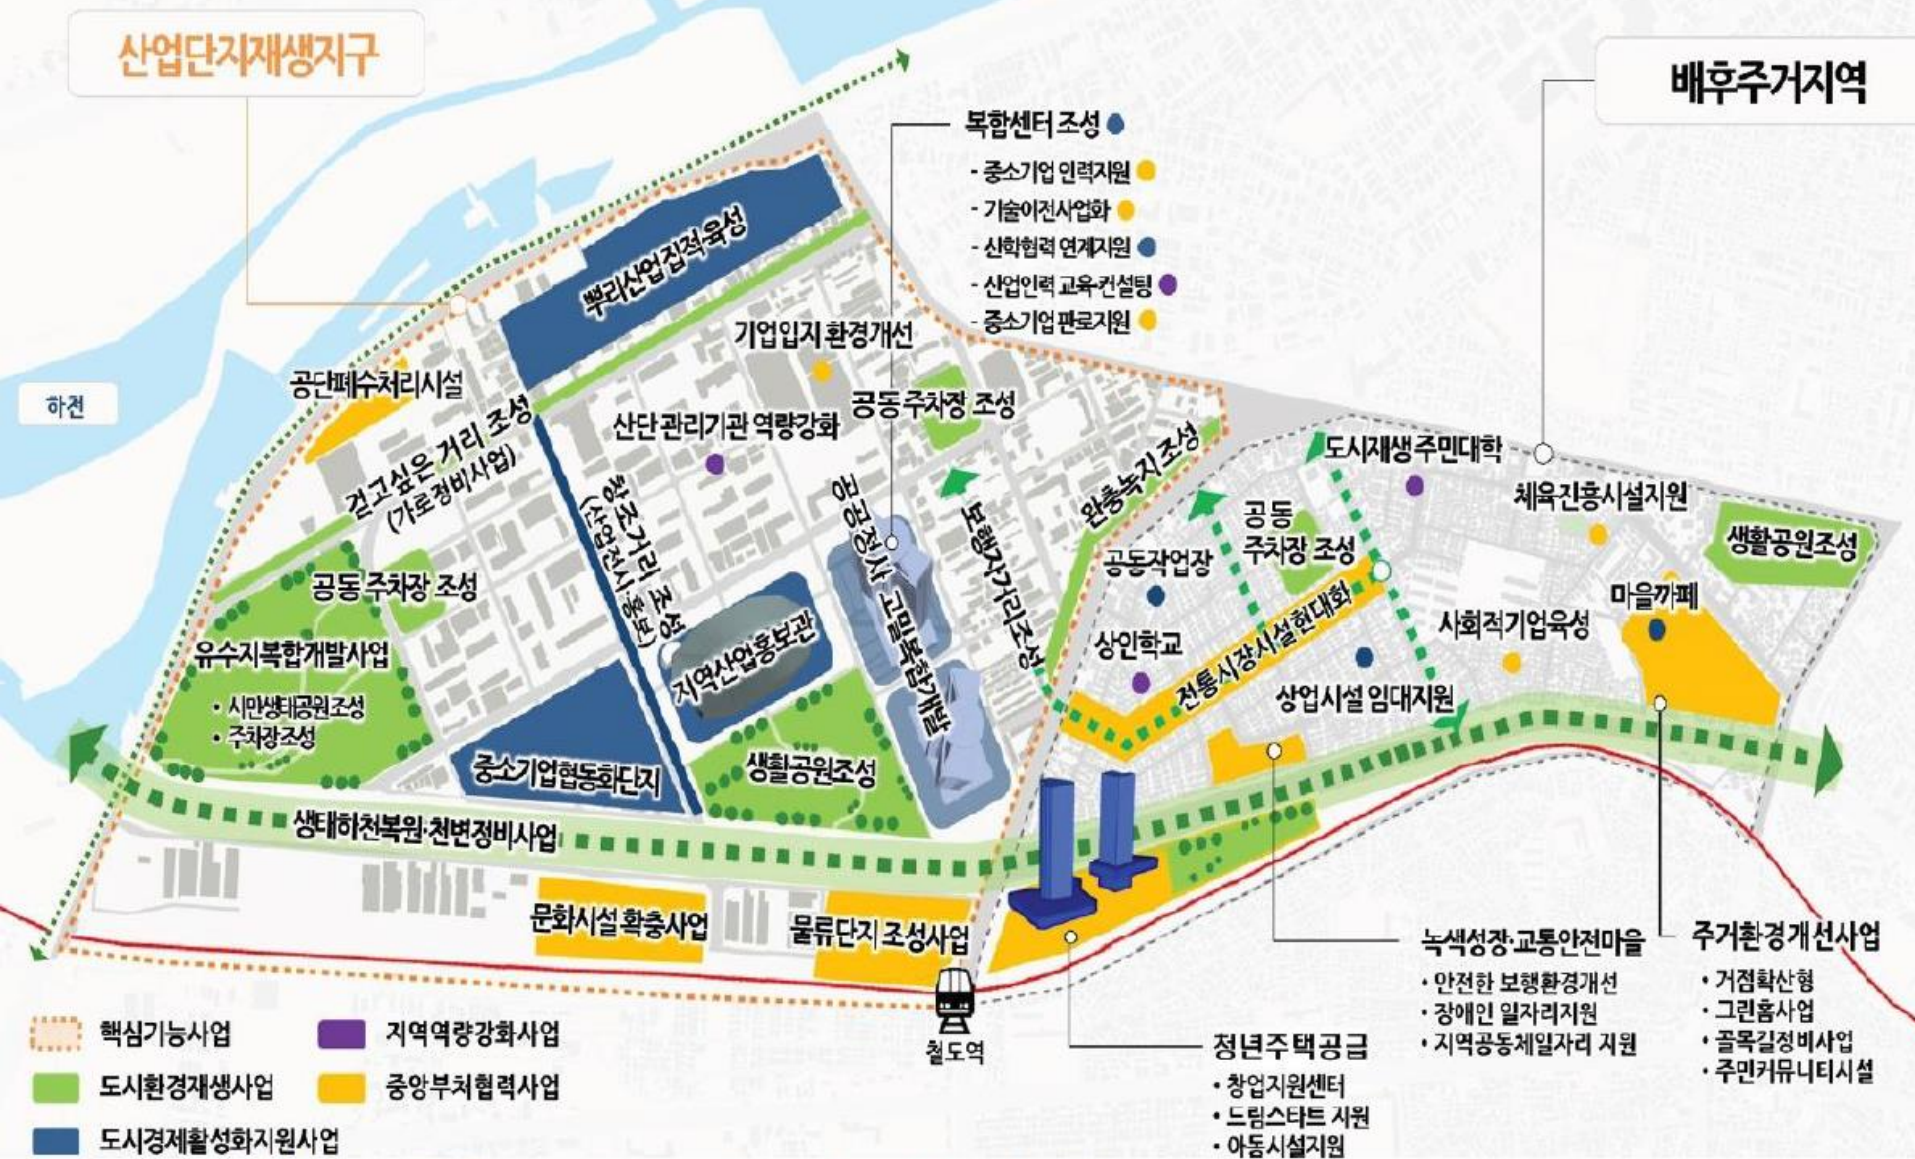 산업단지재생지구
배후주거지역
복합센터 조성
- 중소기업 인력지원
- 기술이전사업화
- 산학협력 연계지원
- 산업인력 교육·컨설팅
- 중소기업 판로지원
뿌리산업집적·육성
기업입지 환경개선
공단폐수처리시설
하전
걷고싶은 거리 조성
(가로정비사업)
산단 관리기관 역량강화
공동 주차장 조성
완충녹지 조성
도시재생 주민대학
체육진흥시설지원
생활공원조성
창조거리 조성
(산업전시·홍보)
공공청사 고밀복합개발
보행자거리조성
공동
주차장 조성
공동작업장
마을까페
사회적기업육성
상인학교
전통시장시설현대화
상업시설 임대지원
공동 주차장 조성
유수지복합개발사업
• 시민생태공원조성
• 주차장조성
지역산업홍보관
중소기업협동화단지
생활공원조성
생태하천복원·천변정비사업
문화시설 확충사업
물류단지 조성사업
철도역
녹색성장·교통안전마을
• 안전한 보행환경개선
• 장애인 일자리지원
• 지역공동체일자리 지원
주거환경개선사업
• 거점확산형
• 그린홈사업
• 골목길정비사업
• 주민커뮤니티시설
청년주택공급
• 창업지원센터
• 드림스타트 지원
• 아동시설지원
핵심기능사업
지역역량강화사업
도시환경재생사업
중앙부처협력사업
도시경제활성화지원사업